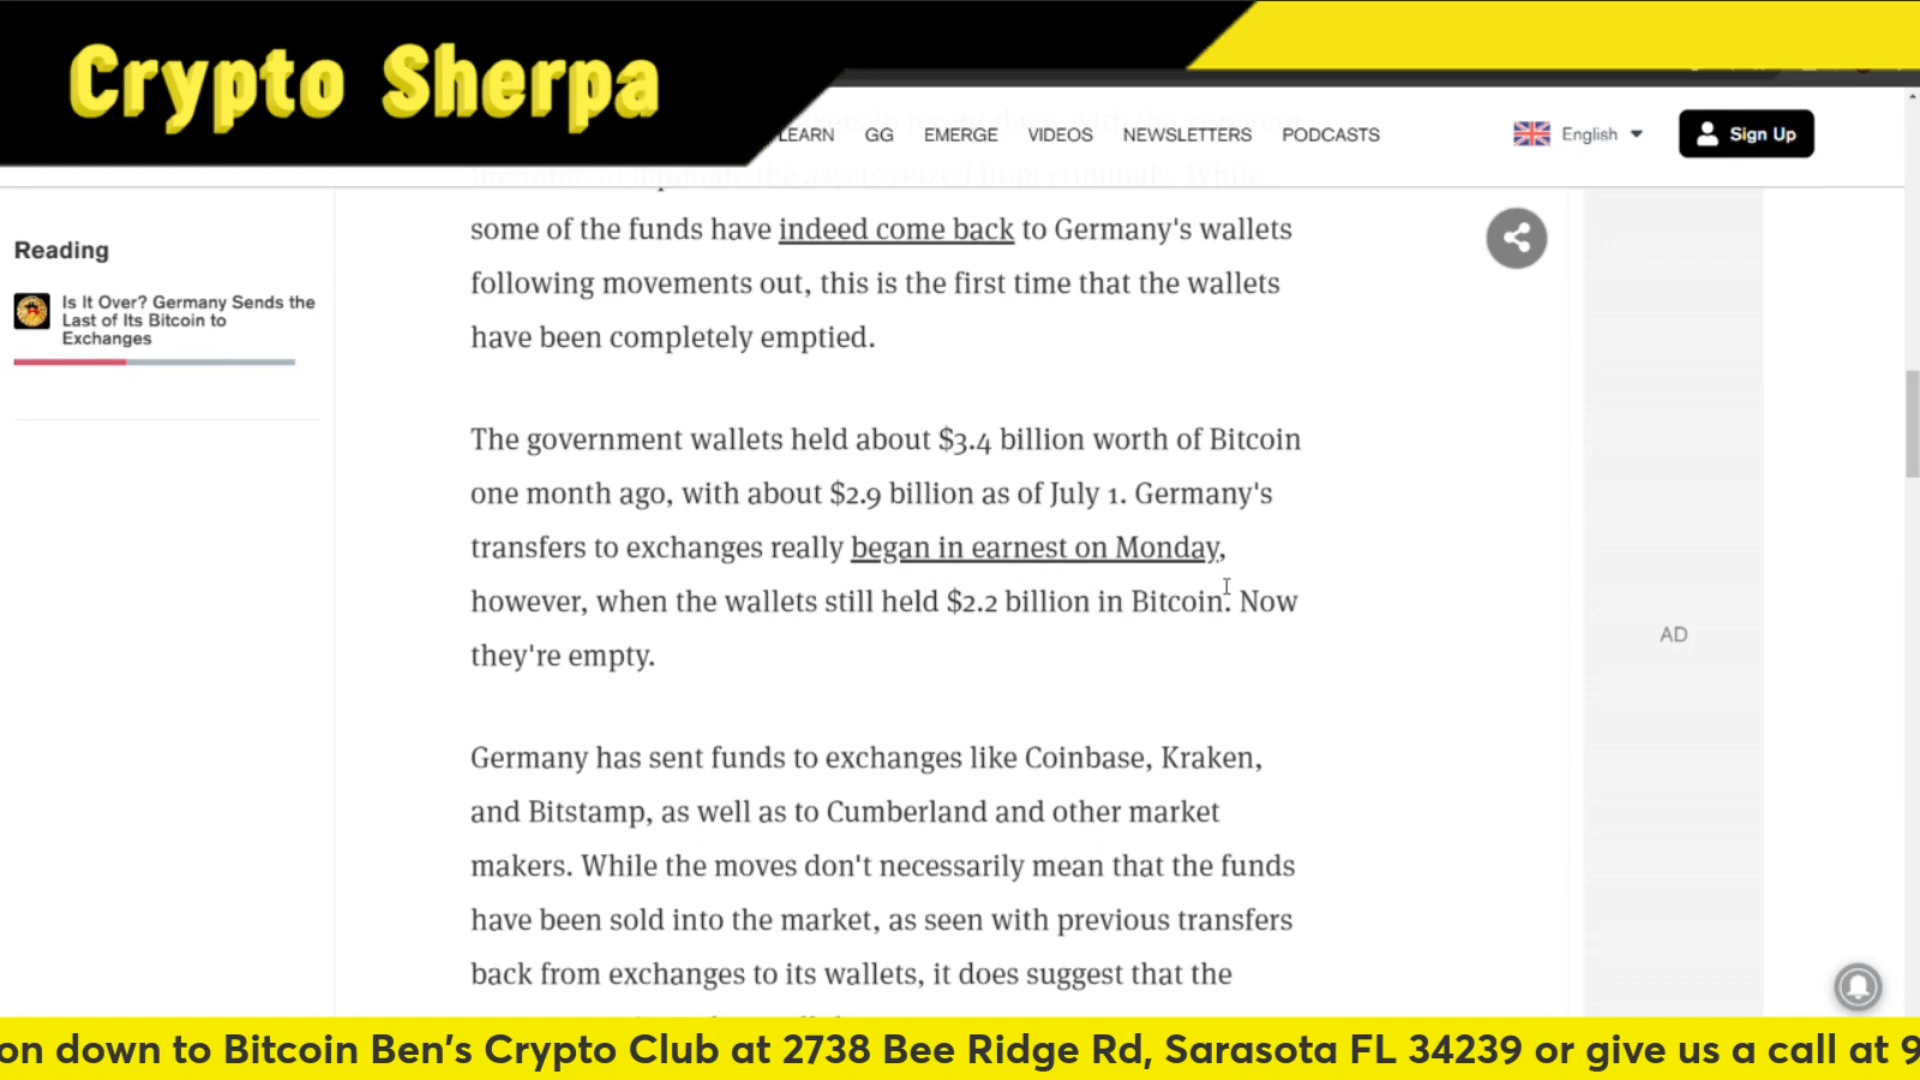 Crypto Sherpa
LEARN GG EMERGE VIDEOS NEWSLETTERS PODCASTS
English
Sign Up
Reading
Is It Over? Germany Sends the
Last of Its Bitcoin to
Exchanges
the assets seized from criminals. While
some of the funds have indeed come back to Germany's wallets
following movements out, this is the first time that the wallets
have been completely emptied.
The government wallets held about $3.4 billion worth of Bitcoin
one month ago, with about $2.9 billion as of July 1. Germany's
transfers to exchanges really began in earnest on Monday,
however, when the wallets still held $2.2 billion in Bitcoin. Now
they're empty.
Germany has sent funds to exchanges like Coinbase, Kraken,
and Bitstamp, as well as to Cumberland and other market
makers. While the moves don't necessarily mean that the funds
have been sold into the market, as seen with previous transfers
back from exchanges to its wallets, it does suggest that the
AD
on down to Bitcoin Ben's Crypto Club at 2738 Bee Ridge Rd, Sarasota FL 34239 or give us a call at 9